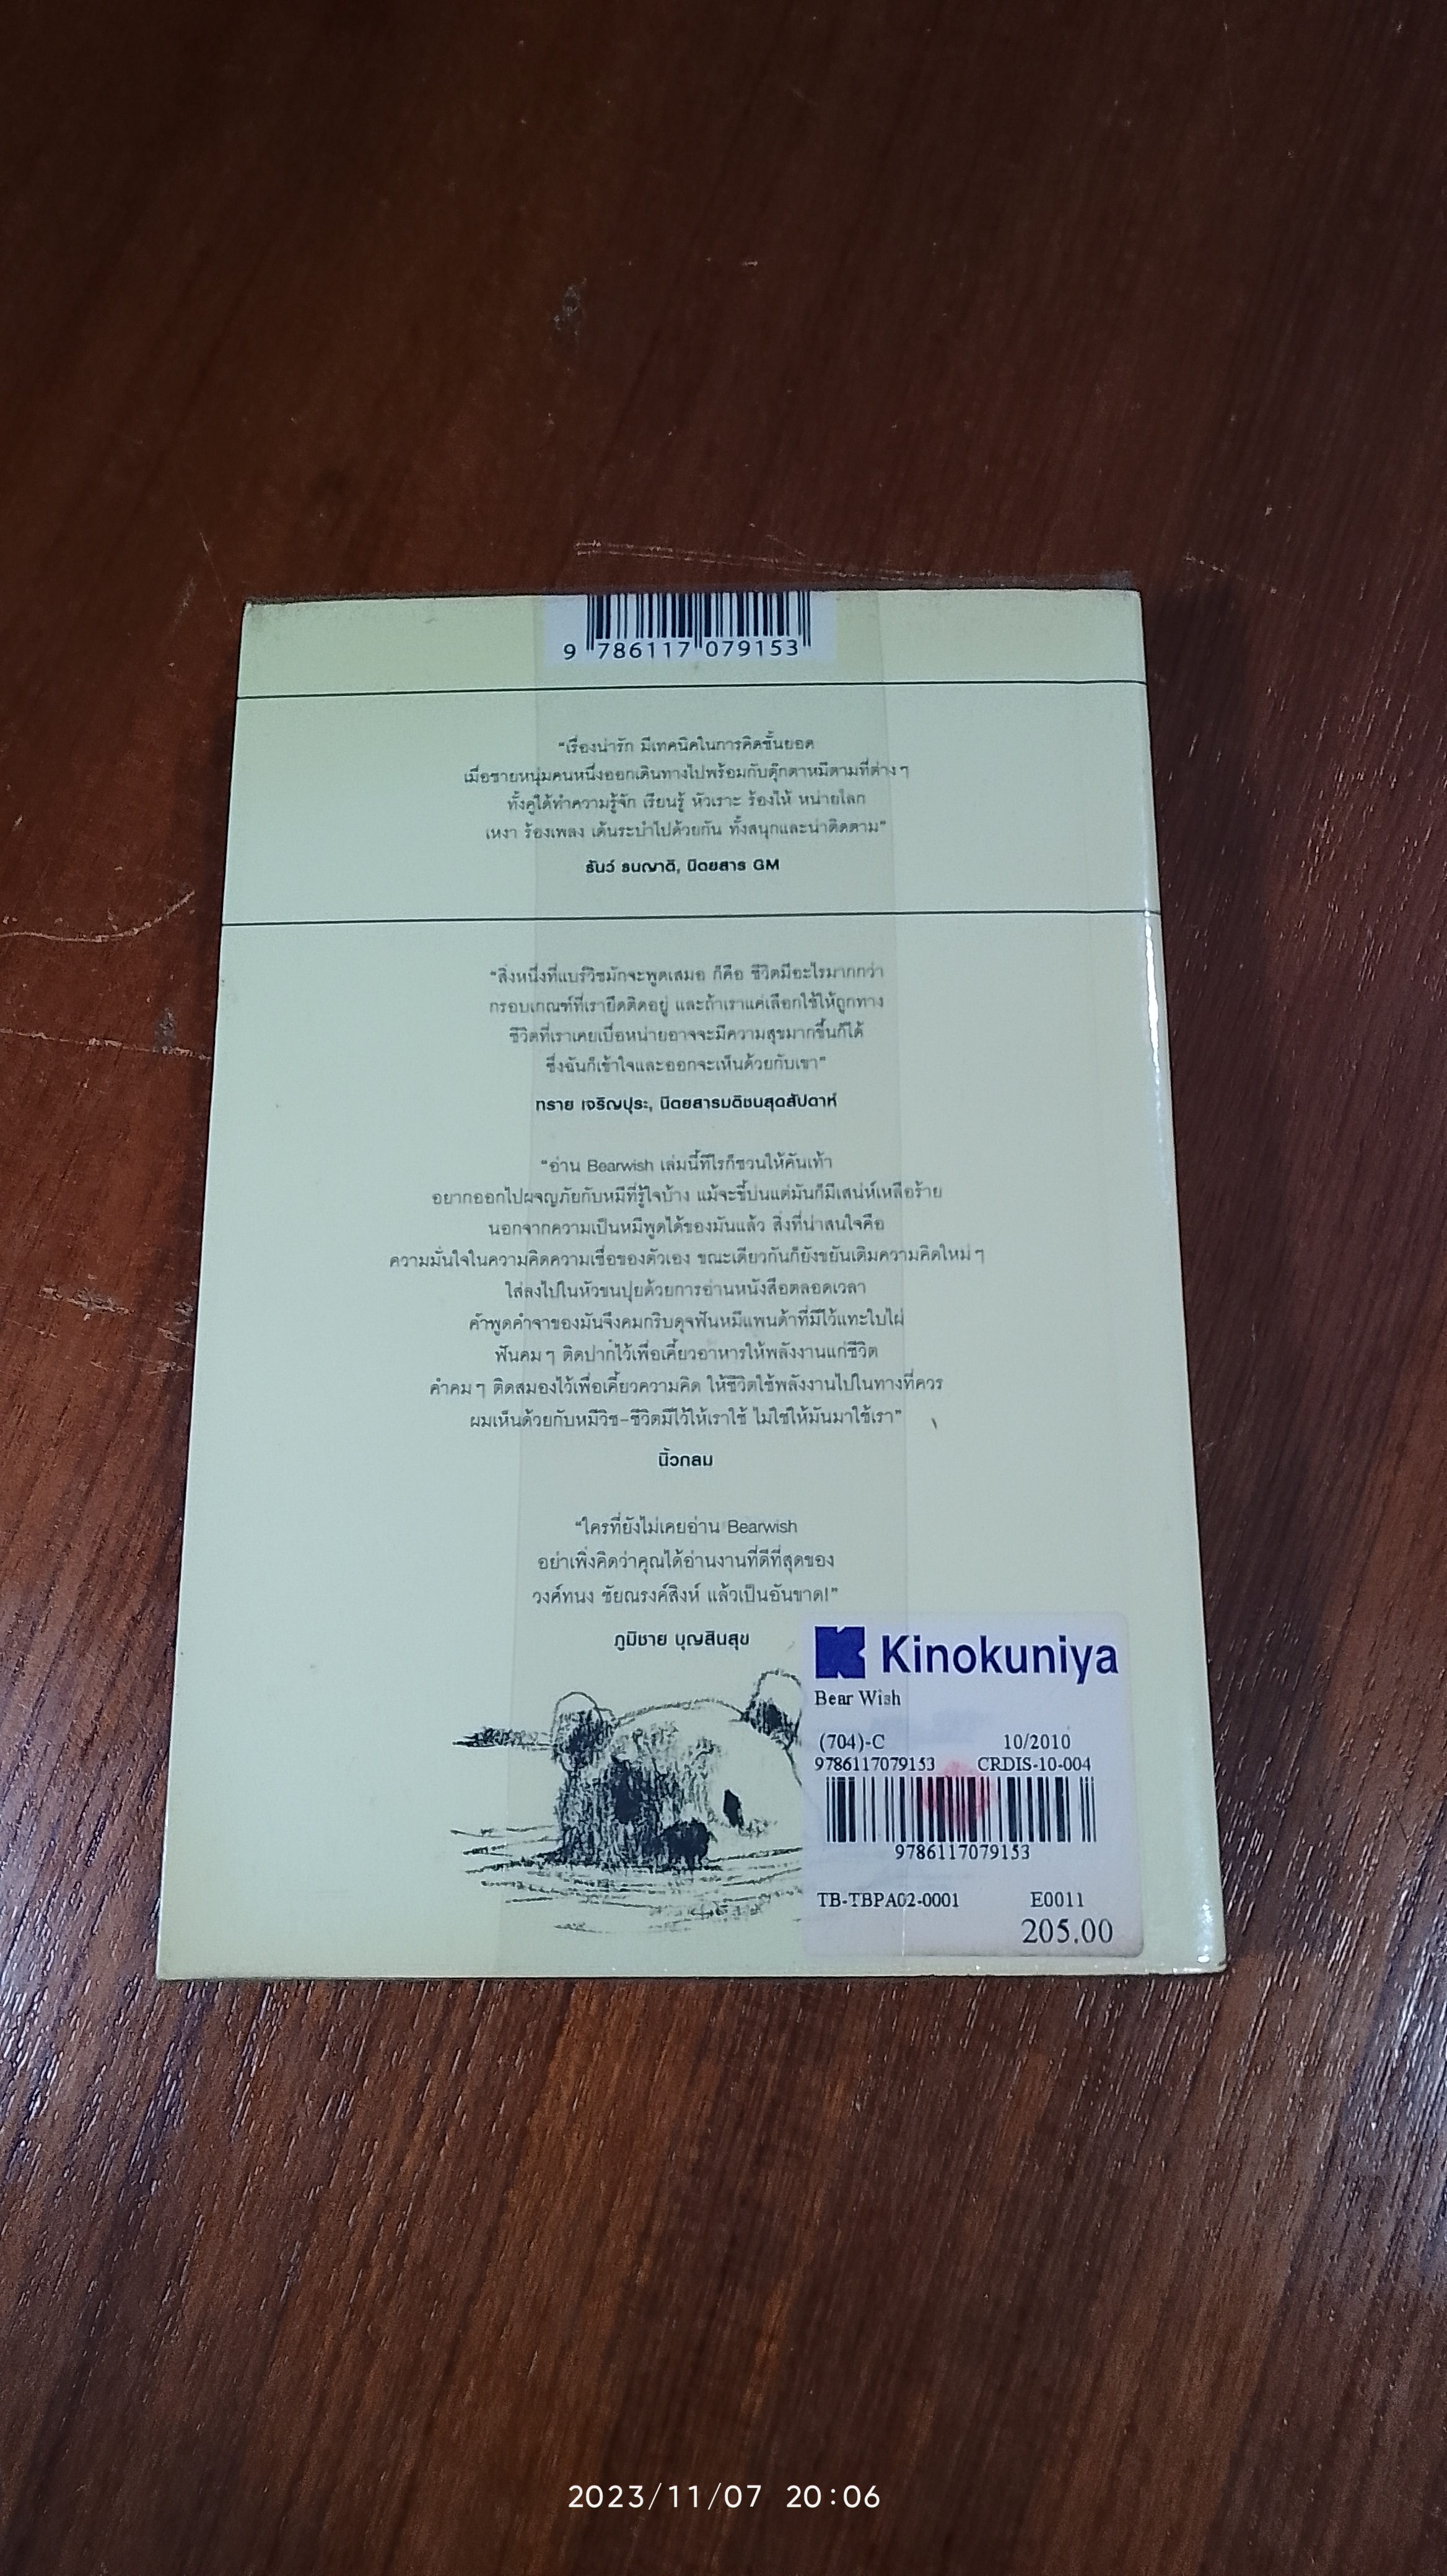 9 786117 079153
"เรื่องน่ารัก มีเทคนิคในการคิดชั้นยอด
เมื่อชายหนุ่มคนหนึ่งออกเดินทางไปพร้อมกับตุ๊กตาหมีตามที่ต่าง ๆ
ทั้งคู่ได้ทำความรู้จัก เรียนรู้ หัวเราะ ร้องไห้ หน่ายโลก
เหงา ร้องเพลง เต้นระบำไปด้วยกัน ทั้งสนุกและน่าติดตาม"
ธันว์ ธนญาติ, นิตยสาร GM
"สิ่งหนึ่งที่แบร์วิชมักจะพูดเสมอ ก็คือ ชีวิตมีอะไรมากกว่า
กรอบเกณฑ์ที่เรายึดติดอยู่ และถ้าเราแค่เลือกใช้ให้ถูกทาง
ชีวิตที่เราเคยเบื่อหน่ายอาจจะมีความสุขมากขึ้นก็ได้
ซึ่งฉันก็เข้าใจและออกจะเห็นด้วยกับเขา"
ทราย เจริญปุระ, นิตยสารมติชนสุดสัปดาห์
"อ่าน Bearwish เล่มนี้ทีไรก็ชวนให้คันเท้า
อยากออกไปผจญภัยกับหมีที่รู้ใจบ้าง แม้จะขี้บ่นแต่มันก็มีเสน่ห์เหลือร้าย
นอกจากความเป็นหมีพูดได้ของมันแล้ว สิ่งที่น่าสนใจคือ
ความมั่นใจในความคิดความเชื่อของตัวเอง ขณะเดียวกันก็ยังขยันเติมความคิดใหม่ ๆ
ใส่ลงไปในหัวขนปุยด้วยการอ่านหนังสือตลอดเวลา
คำพูดคำจาของมันจึงคมกริบดุจฟันหมีแพนด้าที่มีไว้แทะใบไผ่
ฟันคม ๆ ติดปากไว้เพื่อเคี้ยวอาหารให้พลังงานแก่ชีวิต
คำคม ๆ ติดสมองไว้เพื่อเคี้ยวความคิด ให้ชีวิตใช้พลังงานไปในทางที่ควร
ผมเห็นด้วยกับหมีวิช–ชีวิตมีไว้ให้เราใช้ ไม่ใช่ให้มันมาใช้เรา"
นิ้วกลม
"ใครที่ยังไม่เคยอ่าน Bearwish
อย่าเพิ่งคิดว่าคุณได้อ่านงานที่ดีที่สุดของ
วงศ์ทนง ชัยณรงค์สิงห์ แล้วเป็นอันขาด!"
ภูมิชาย บุญสินสุข
Kinokuniya
Bear Wish
(704)-C 10/2010
9786117079153 CRDIS-10-004
9786117079153
TB-TBPA02-0001 E0011
205.00
2023/11/07 20:06